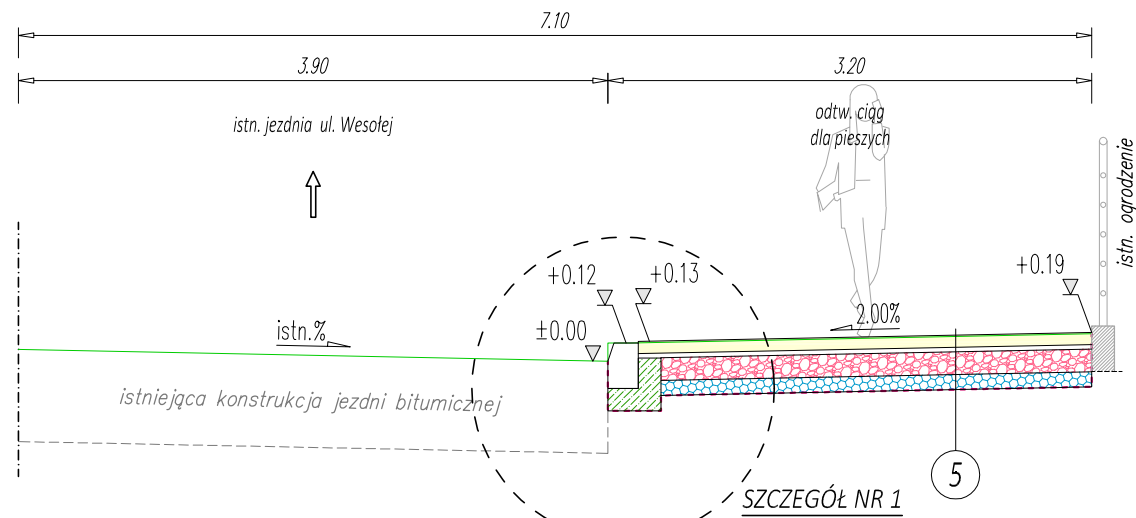 7.10
3.90
3.20
istn. jezdnia ul. Wesołej
odtw. ciąg
dla pieszych
istn. ogrodzenie
+0.12
+0.13
+0.19
±0.00
istn.%
2.00%
istniejąca konstrukcja jezdni bitumicznej
5
SZCZEGÓŁ NR 1